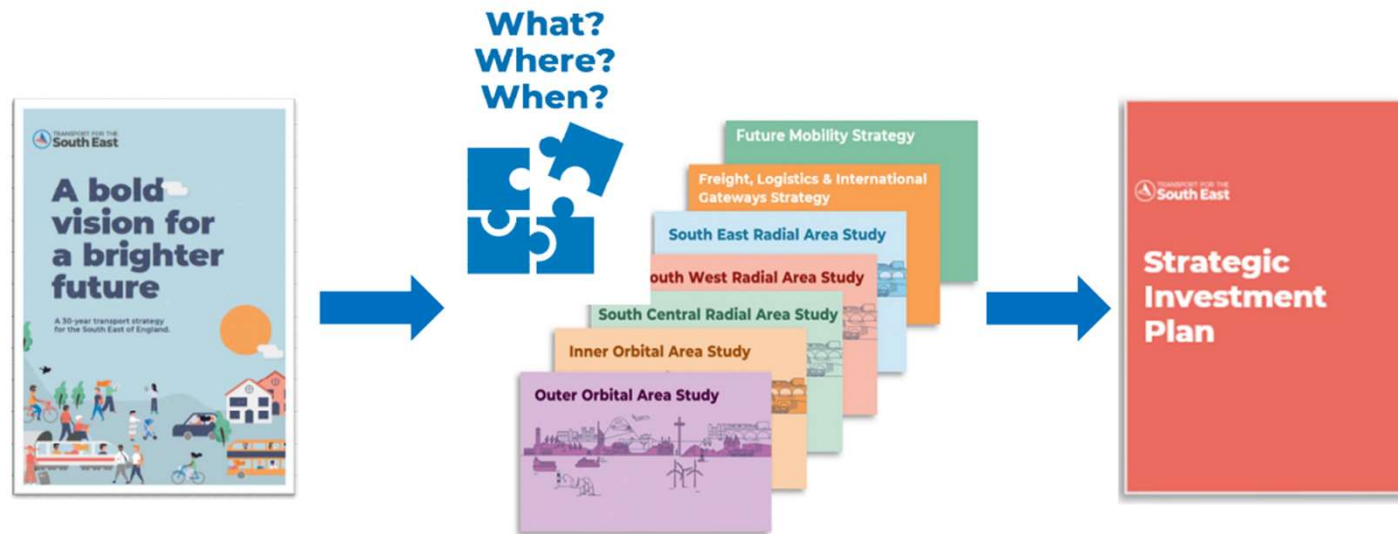 What?
Where?
When?
TRANSPORT FOR THE
South East
A bold
vision for
a brighter
future
A 30-year transport strategy
for the South East of England.
Future Mobility Strategy
Freight, Logistics & International
Gateways Strategy
South East Radial Area Study
outh West Radial Area Study
South Central Radial Area Study
Inner Orbital Area Study
Outer Orbital Area Study
TRANSPORT FOR THE
South East
Strategic
Investment
Plan